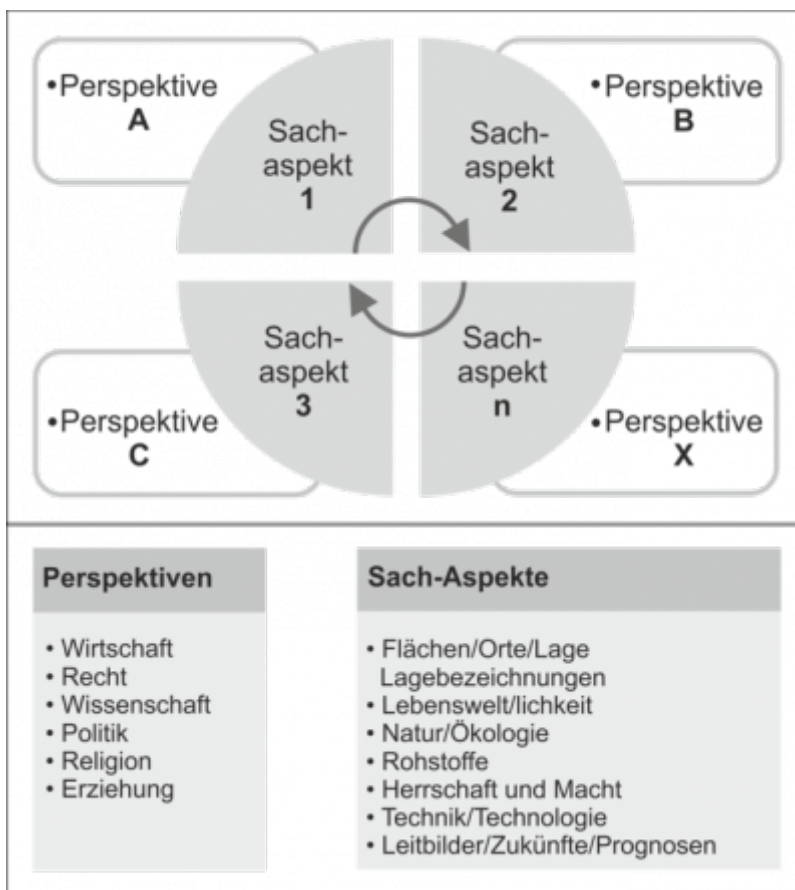 •Perspektive
A
Sach-
aspekt
1
Sach-
aspekt
2
•Perspektive
B
•Perspektive
C
Sach-
aspekt
3
Sach-
aspekt
n
•Perspektive
X
Perspektiven
• Wirtschaft
• Recht
• Wissenschaft
• Politik
• Religion
• Erziehung
Sach-Aspekte
• Flächen/Orte/Lage
Lagebezeichnungen
• Lebenswelt/lichkeit
• Natur/Ökologie
• Rohstoffe
• Herrschaft und Macht
• Technik/Technologie
• Leitbilder/Zukünfte/Prognosen